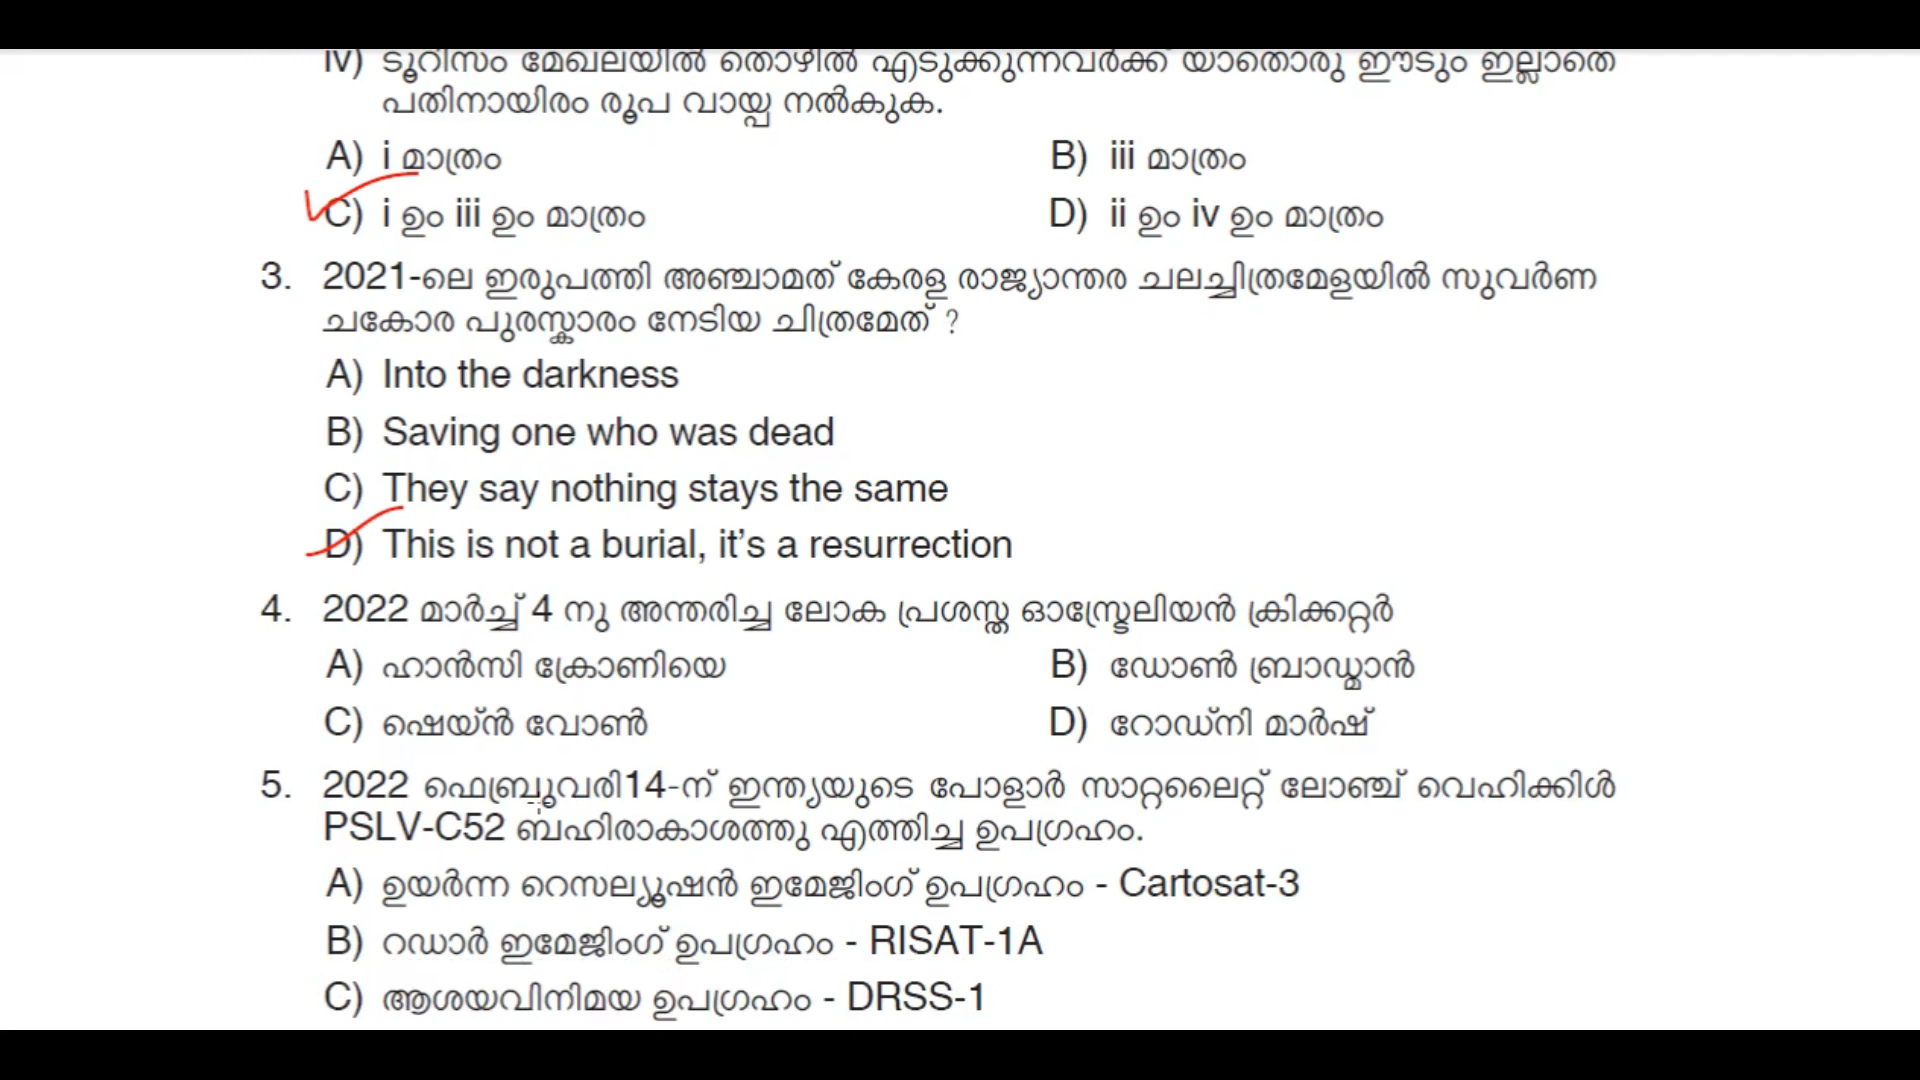 iv) ടൂറിസം മേഖലയിൽ തൊഴിൽ എടുക്കുന്നവർക്ക് യാതൊരു ഈടും ഇല്ലാതെ
പതിനായിരം രൂപ വായ്പ നൽകുക.
A) i മാത്രം
B) iii മാത്രം
C) i ഉം iii ഉം മാത്രം
D) ii ഉം iv ഉം മാത്രം
3. 2021-ലെ ഇരുപത്തി അഞ്ചാമത് കേരള രാജ്യാന്തര ചലച്ചിത്രമേളയിൽ സുവർണ
ചകോര പുരസ്കാരം നേടിയ ചിത്രമേത് ?
A) Into the darkness
B) Saving one who was dead
C) They say nothing stays the same
D) This is not a burial, it’s a resurrection
4. 2022 മാർച്ച് 4 നു അന്തരിച്ച ലോക പ്രശസ്ത ഓസ്ട്രേലിയൻ ക്രിക്കറ്റർ
A) ഹാൻസി ക്രോണിയെ
B) ഡോൺ ബ്രാഡ്മാൻ
C) ഷെയ്ൻ വോൺ
D) റോഡ്നി മാർഷ്
5. 2022 ഫെബ്രുവരി14-ന് ഇന്ത്യയുടെ പോളാർ സാറ്റലൈറ്റ് ലോഞ്ച് വെഹിക്കിൾ
PSLV-C52 ബഹിരാകാശത്തു എത്തിച്ച ഉപഗ്രഹം.
A) ഉയർന്ന റെസല്യൂഷൻ ഇമേജിംഗ് ഉപഗ്രഹം - Cartosat-3
B) റഡാർ ഇമേജിംഗ് ഉപഗ്രഹം - RISAT-1A
C) ആശയവിനിമയ ഉപഗ്രഹം - DRSS-1